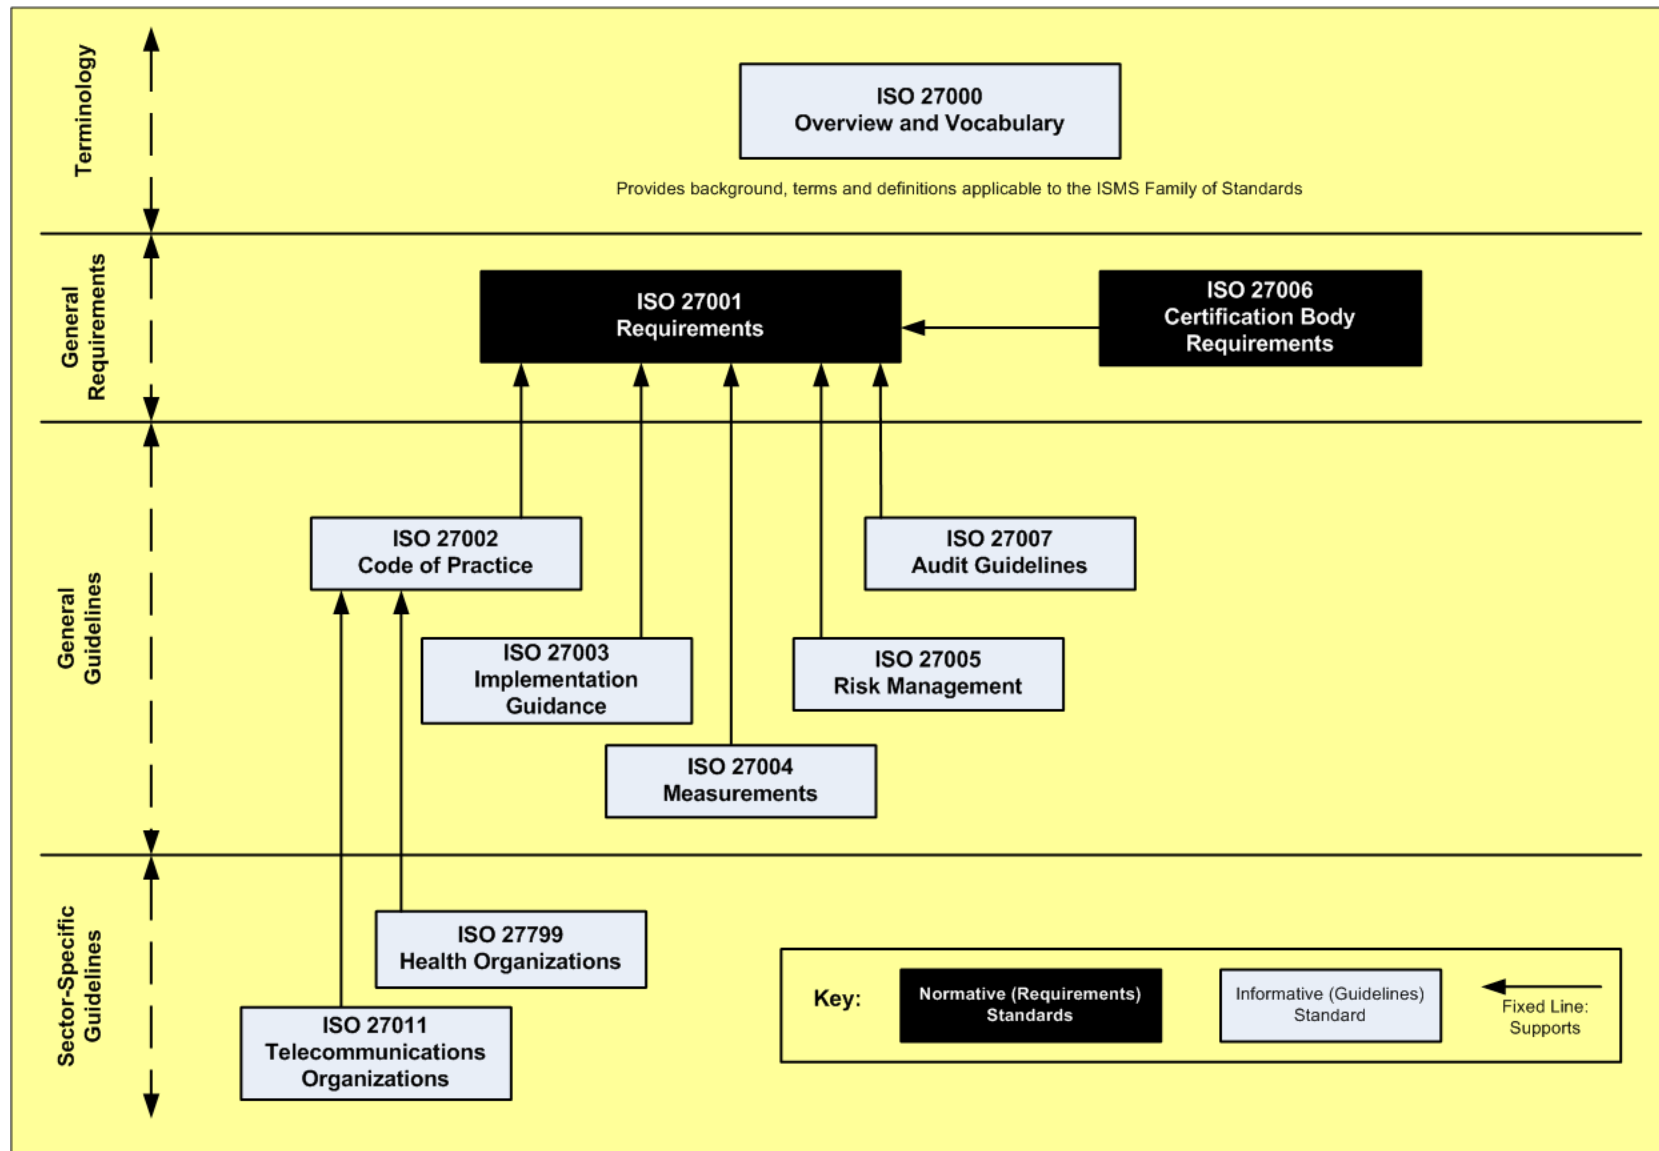 Terminology
ISO 27000
Overview and Vocabulary
Provides background, terms and definitions applicable to the ISMS Family of Standards
General
Requirements
ISO 27001
Requirements
ISO 27006
Certification Body
Requirements
General
Guidelines
ISO 27002
Code of Practice
ISO 27007
Audit Guidelines
ISO 27003
Implementation
Guidance
ISO 27005
Risk Management
ISO 27004
Measurements
Sector-Specific
Guidelines
ISO 27799
Health Organizations
ISO 27011
Telecommunications
Organizations
Key:
Normative (Requirements)
Standards
Informative (Guidelines)
Standard
Fixed Line:
Supports